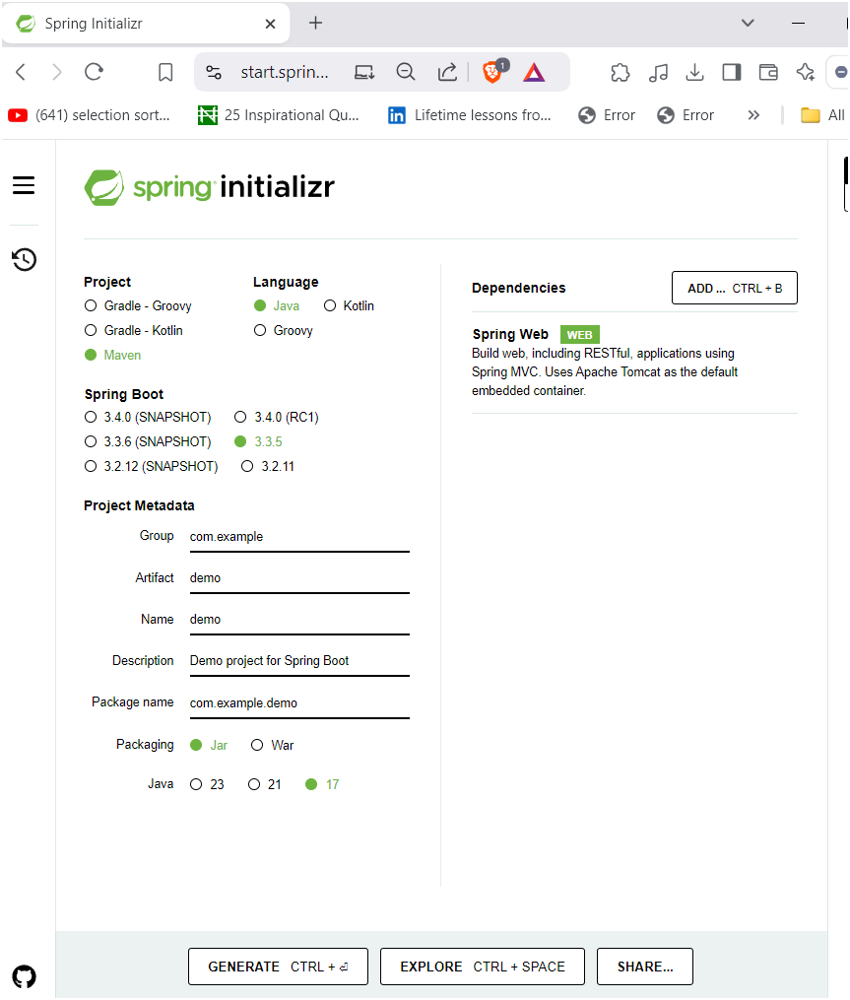 Spring Initializr
start.sprin...
1
(641) selection sort...
25 Inspirational Qu...
Lifetime lessons fro...
Error
Error
»
All
spring initializr
Project
Gradle - Groovy
Gradle - Kotlin
Maven
Language
Java
Kotlin
Groovy
Spring Boot
3.4.0 (SNAPSHOT)
3.4.0 (RC1)
3.3.6 (SNAPSHOT)
3.3.5
3.2.12 (SNAPSHOT)
3.2.11
Project Metadata
Group com.example
Artifact demo
Name demo
Description Demo project for Spring Boot
Package name com.example.demo
Packaging Jar War
Java 23 21 17
Dependencies
ADD ... CTRL + B
Spring Web WEB
Build web, including RESTful, applications using
Spring MVC. Uses Apache Tomcat as the default
embedded container.
GENERATE CTRL + ⏎
EXPLORE CTRL + SPACE
SHARE...